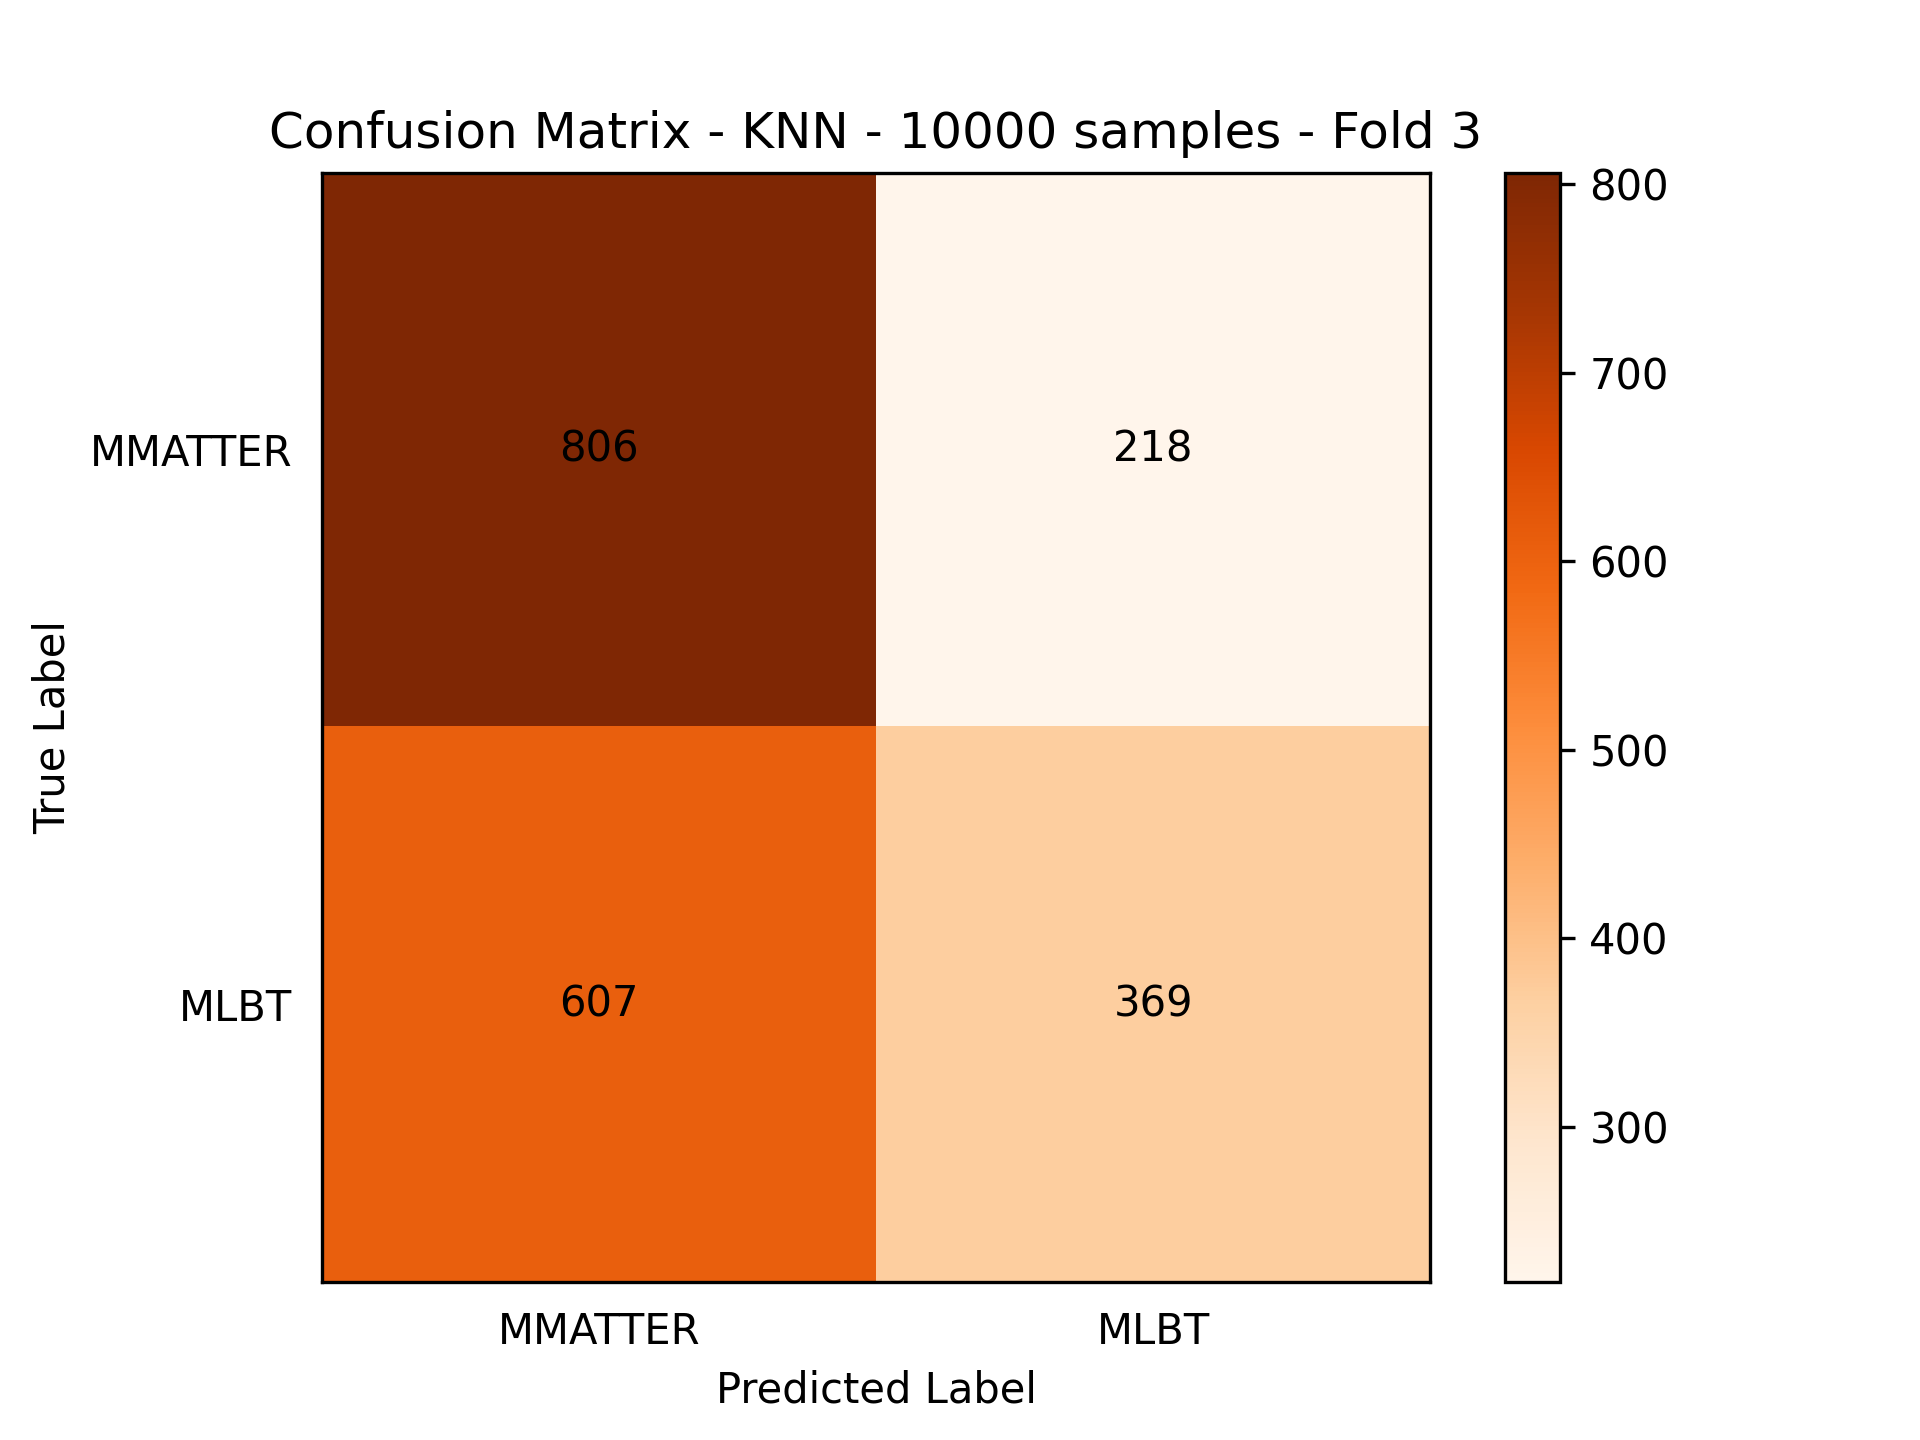 Confusion Matrix - KNN - 10000 samples - Fold 3
True Label
MMATTER
MLBT
806
218
607
369
MMATTER
MLBT
Predicted Label
800
700
600
500
400
300